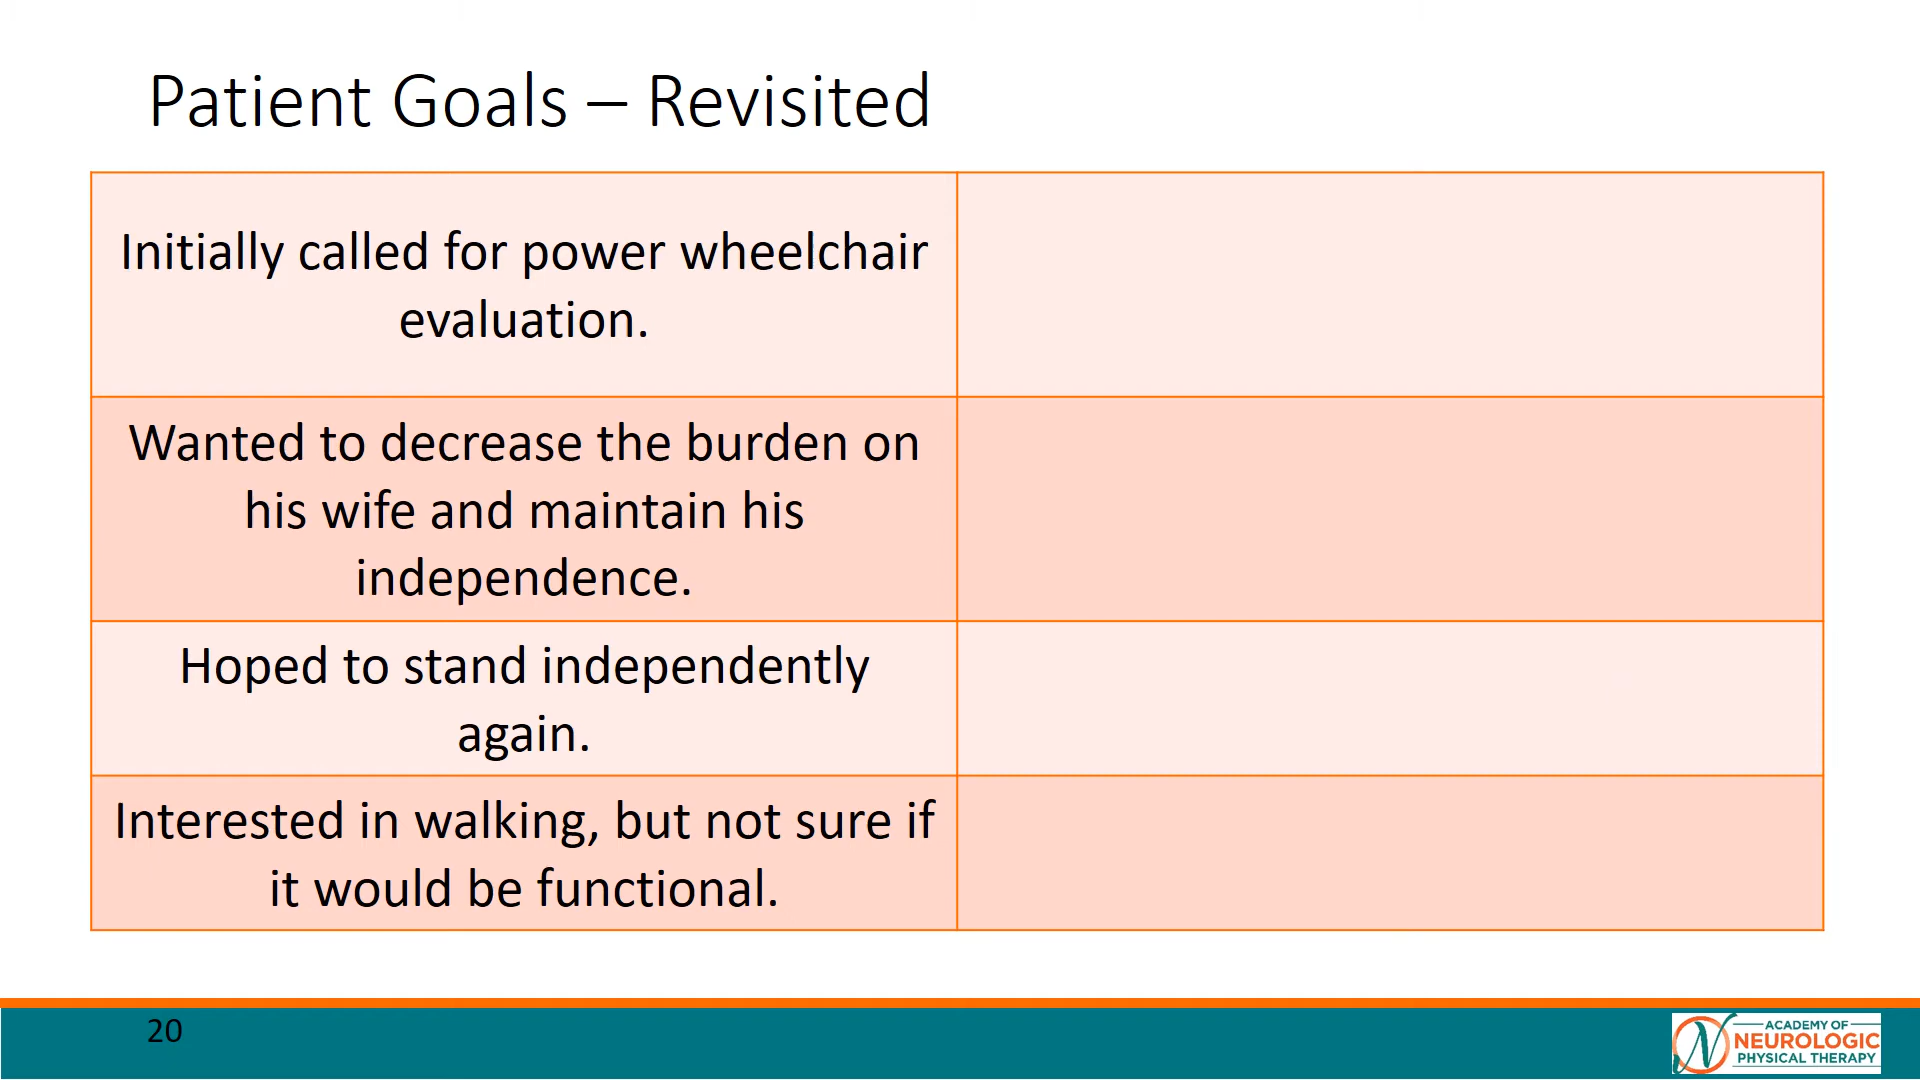 Patient Goals – Revisited
Initially called for power wheelchair
evaluation.
Wanted to decrease the burden on
his wife and maintain his
independence.
Hoped to stand independently
again.
Interested in walking, but not sure if
it would be functional.
20
ACADEMY OF
NEUROLOGIC
PHYSICAL THERAPY